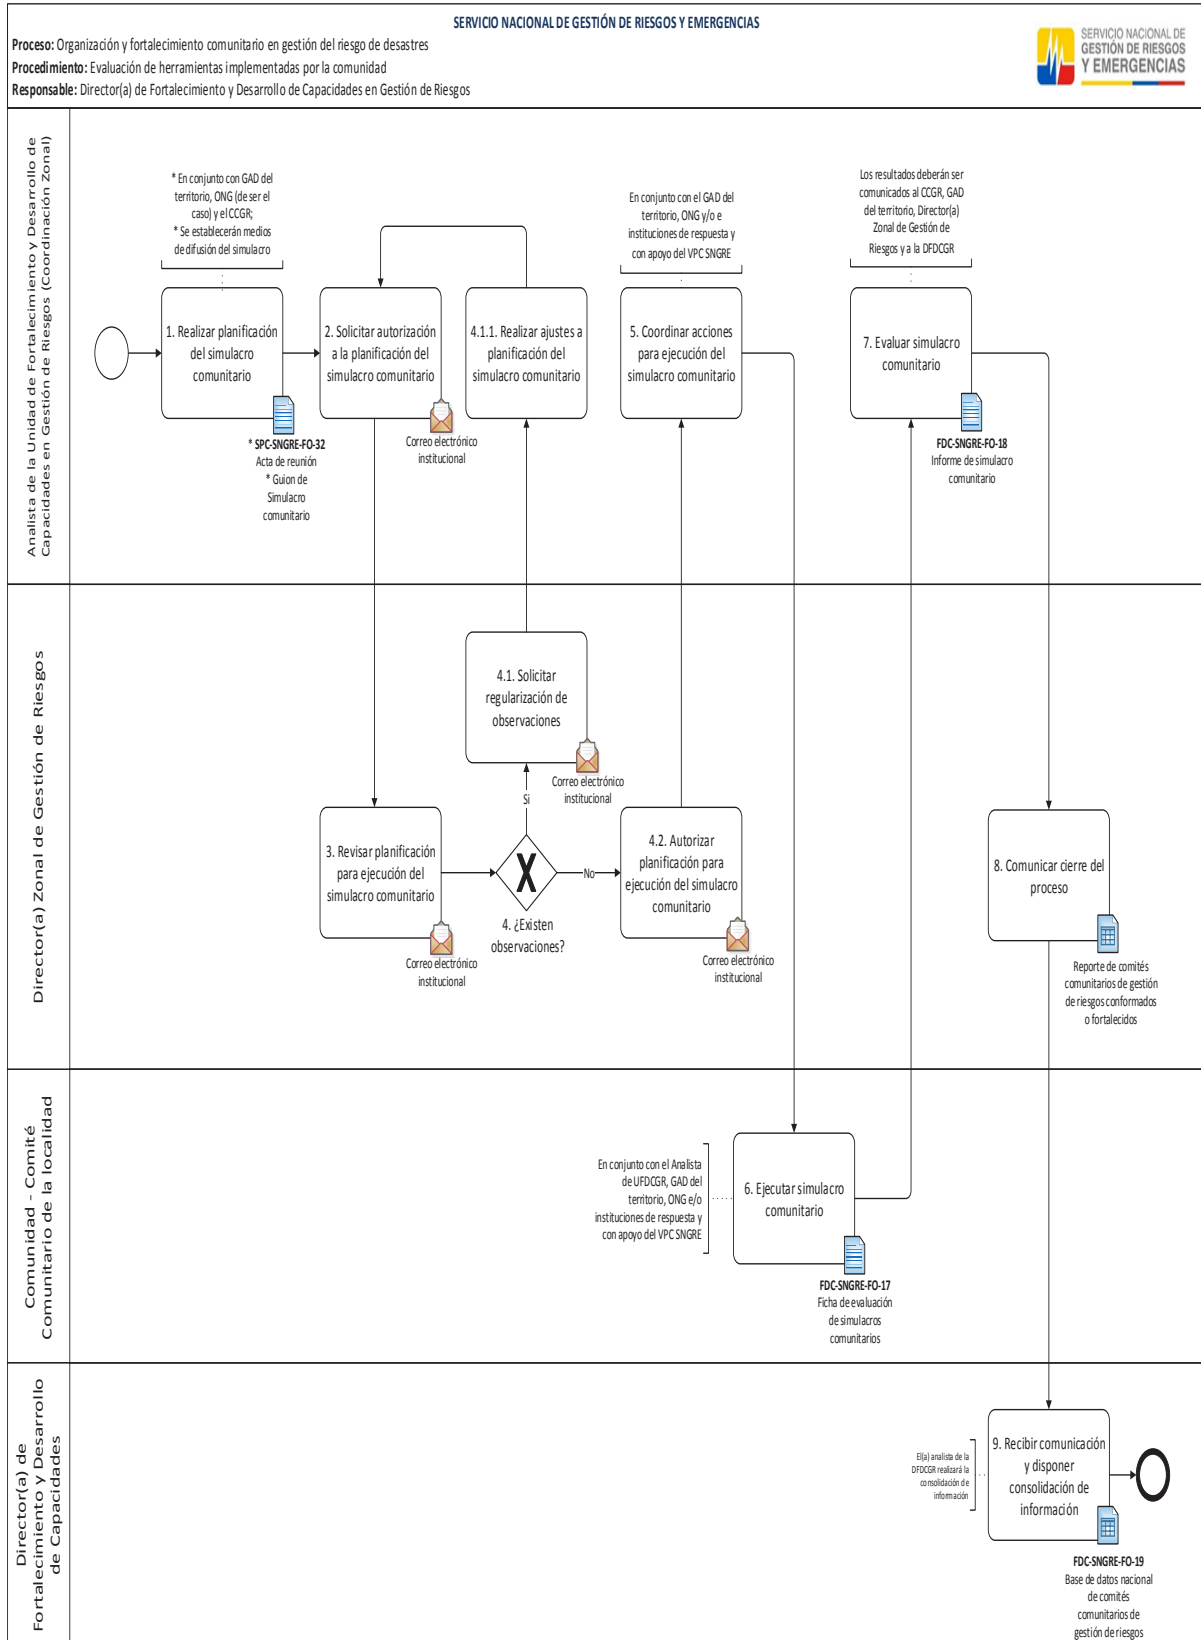 SERVICIO NACIONAL DE GESTIÓN DE RIESGOS Y EMERGENCIAS
Proceso: Organización y fortalecimiento comunitario en gestión del riesgo de desastres
Procedimiento: Evaluación de herramientas implementadas por la comunidad
Responsable: Director(a) de Fortalecimiento y Desarrollo de Capacidades en Gestión de Riesgos
SERVICIO NACIONAL DE
GESTIÓN DE RIESGOS
Y EMERGENCIAS
Analista de la Unidad de Fortalecimiento y Desarrollo de
Capacidades en Gestión de Riesgos (Coordinación Zonal)
* En conjunto con GAD del
territorio, ONG (de ser el
caso) y el CCGR;
* Se establecerán medios
de difusión del simulacro
1. Realizar planificación
del simulacro
comunitario
* SPC-SNGRE-FO-32
Acta de reunión
* Guion de
Simulacro
comunitario
2. Solicitar autorización
a la planificación del
simulacro comunitario
Correo electrónico
institucional
4.1.1. Realizar ajustes a
planificación del
simulacro comunitario
En conjunto con el GAD del
territorio, ONG y/o e
instituciones de respuesta y
con apoyo del VPC SNGRE
5. Coordinar acciones
para ejecución del
simulacro comunitario
Los resultados deberán ser
comunicados al CCGR, GAD
del territorio, Director(a)
Zonal de Gestión de
Riesgos y a la DFDCGR
7. Evaluar simulacro
comunitario
FDC-SNGRE-FO-18
Informe de simulacro
comunitario
Director(a) Zonal de Gestión de Riesgos
4.1. Solicitar
regularización de
observaciones
Correo electrónico
institucional
Si
3. Revisar planificación
para ejecución del
simulacro comunitario
Correo electrónico
institucional
4. ¿Existen
observaciones?
No
4.2. Autorizar
planificación para
ejecución del simulacro
comunitario
Correo electrónico
institucional
8. Comunicar cierre del
proceso
Reporte de comités
comunitarios de gestión
de riesgos conformados
o fortalecidos
Comunidad - Comité
Comunitario de la localidad
En conjunto con el Analista
de UFDCGR, GAD del
territorio, ONG e/o
instituciones de respuesta y
con apoyo del VPC SNGRE
6. Ejecutar simulacro
comunitario
FDC-SNGRE-FO-17
Ficha de evaluación
de simulacros
comunitarios
Director(a) de
Fortalecimiento y Desarrollo
de Capacidades
El(a) analista de la
DFDCGR realizará la
consolidación de
información
9. Recibir comunicación
y disponer
consolidación de
información
FDC-SNGRE-FO-19
Base de datos nacional
de comités
comunitarios de
gestión de riesgos